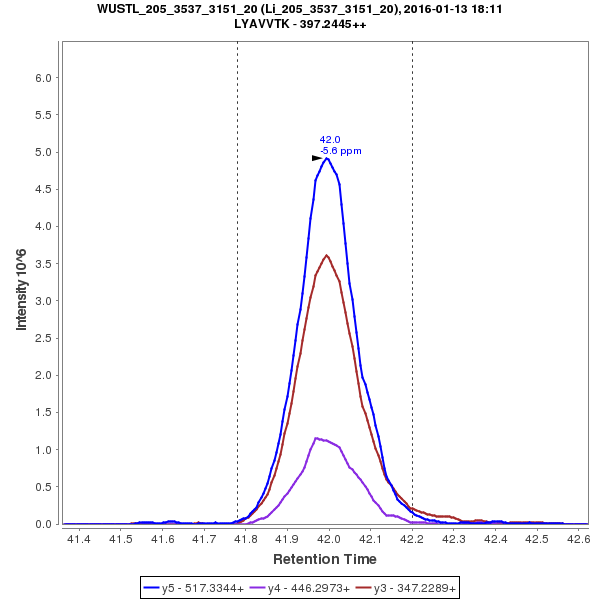 WUSTL_205_3537_3151_20 (Li_205_3537_3151_20), 2016-01-13 18:11
LYAVVTK - 397.2445++
42.0
-5.6 ppm
Intensity 10^6
6.0
5.5
5.0
4.5
4.0
3.5
3.0
2.5
2.0
1.5
1.0
0.5
0.0
41.4 41.5 41.6 41.7 41.8 41.9 42.0 42.1 42.2 42.3 42.4 42.5 42.6
Retention Time
y5 - 517.3344+ y4 - 446.2973+ y3 - 347.2289+